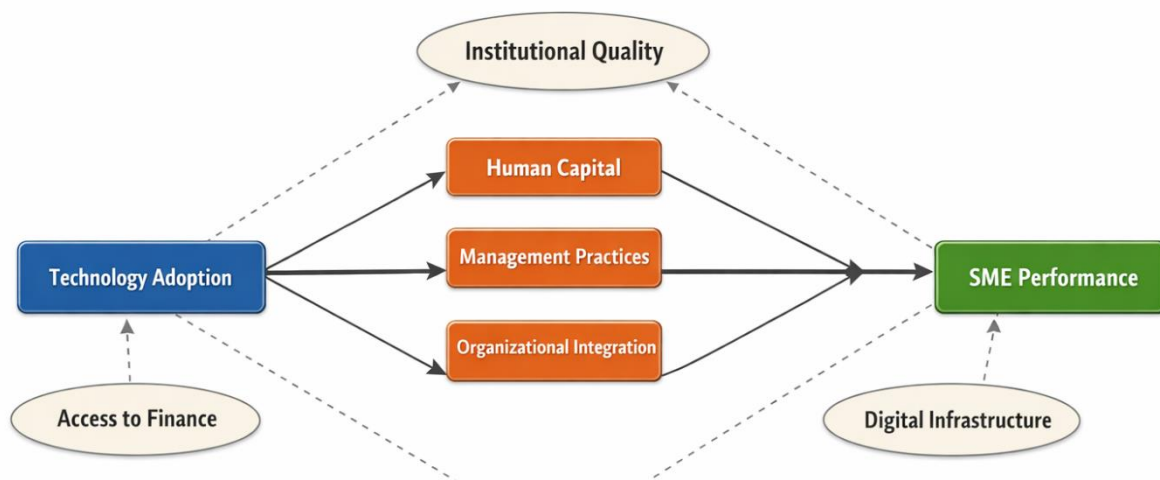 Institutional Quality
Human Capital
Management Practices
Technology Adoption
SME Performance
Organizational Integration
Access to Finance
Digital Infrastructure